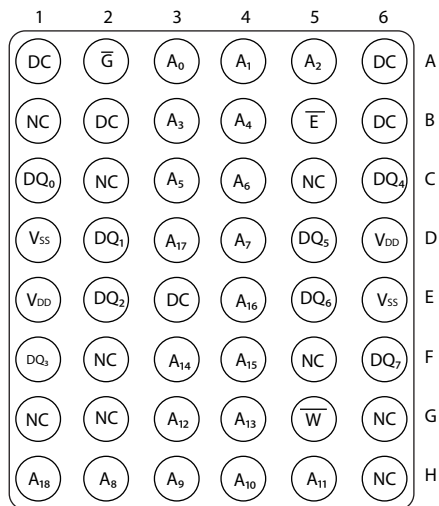 1 2 3 4 5 6
DC G̅ A₀ A₁ A₂ DC A
NC DC A₃ A₄ E̅ DC B
DQ₀ NC A₅ A₆ NC DQ₄ C
Vss DQ₁ A₁₇ A₇ DQ₅ VDD D
VDD DQ₂ DC A₁₆ DQ₆ Vss E
DQ₃ NC A₁₄ A₁₅ NC DQ₇ F
NC NC A₁₂ A₁₃ W̅ NC G
A₁₈ A₈ A₉ A₁₀ A₁₁ NC H